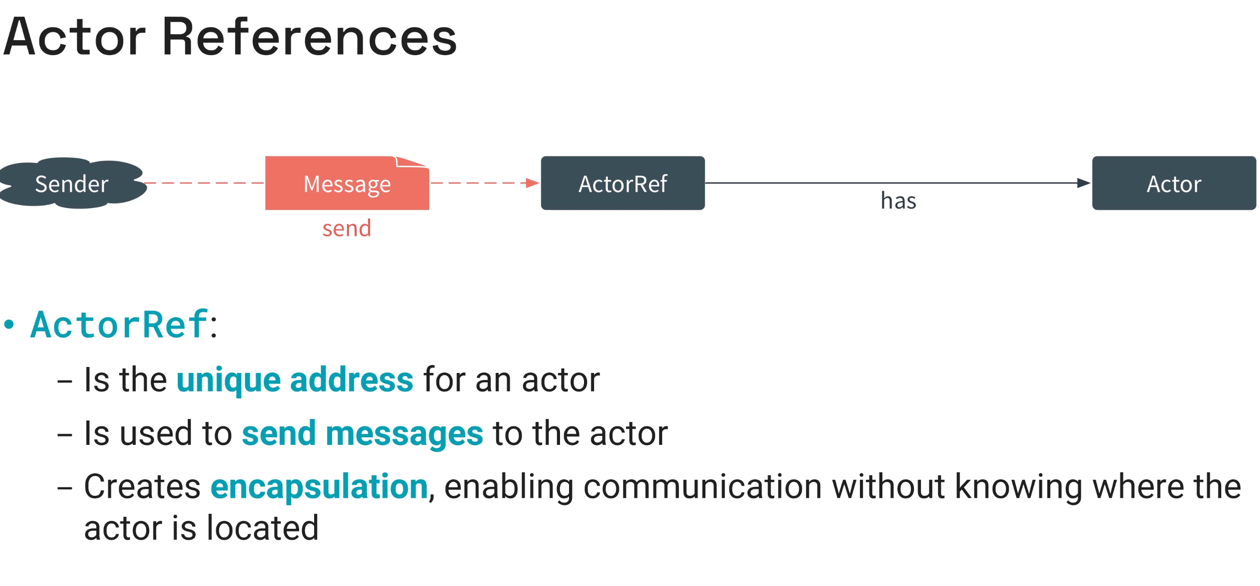 Actor References
Sender
Message
ActorRef
Actor
has
send
• ActorRef:
– Is the unique address for an actor
– Is used to send messages to the actor
– Creates encapsulation, enabling communication without knowing where the
actor is located